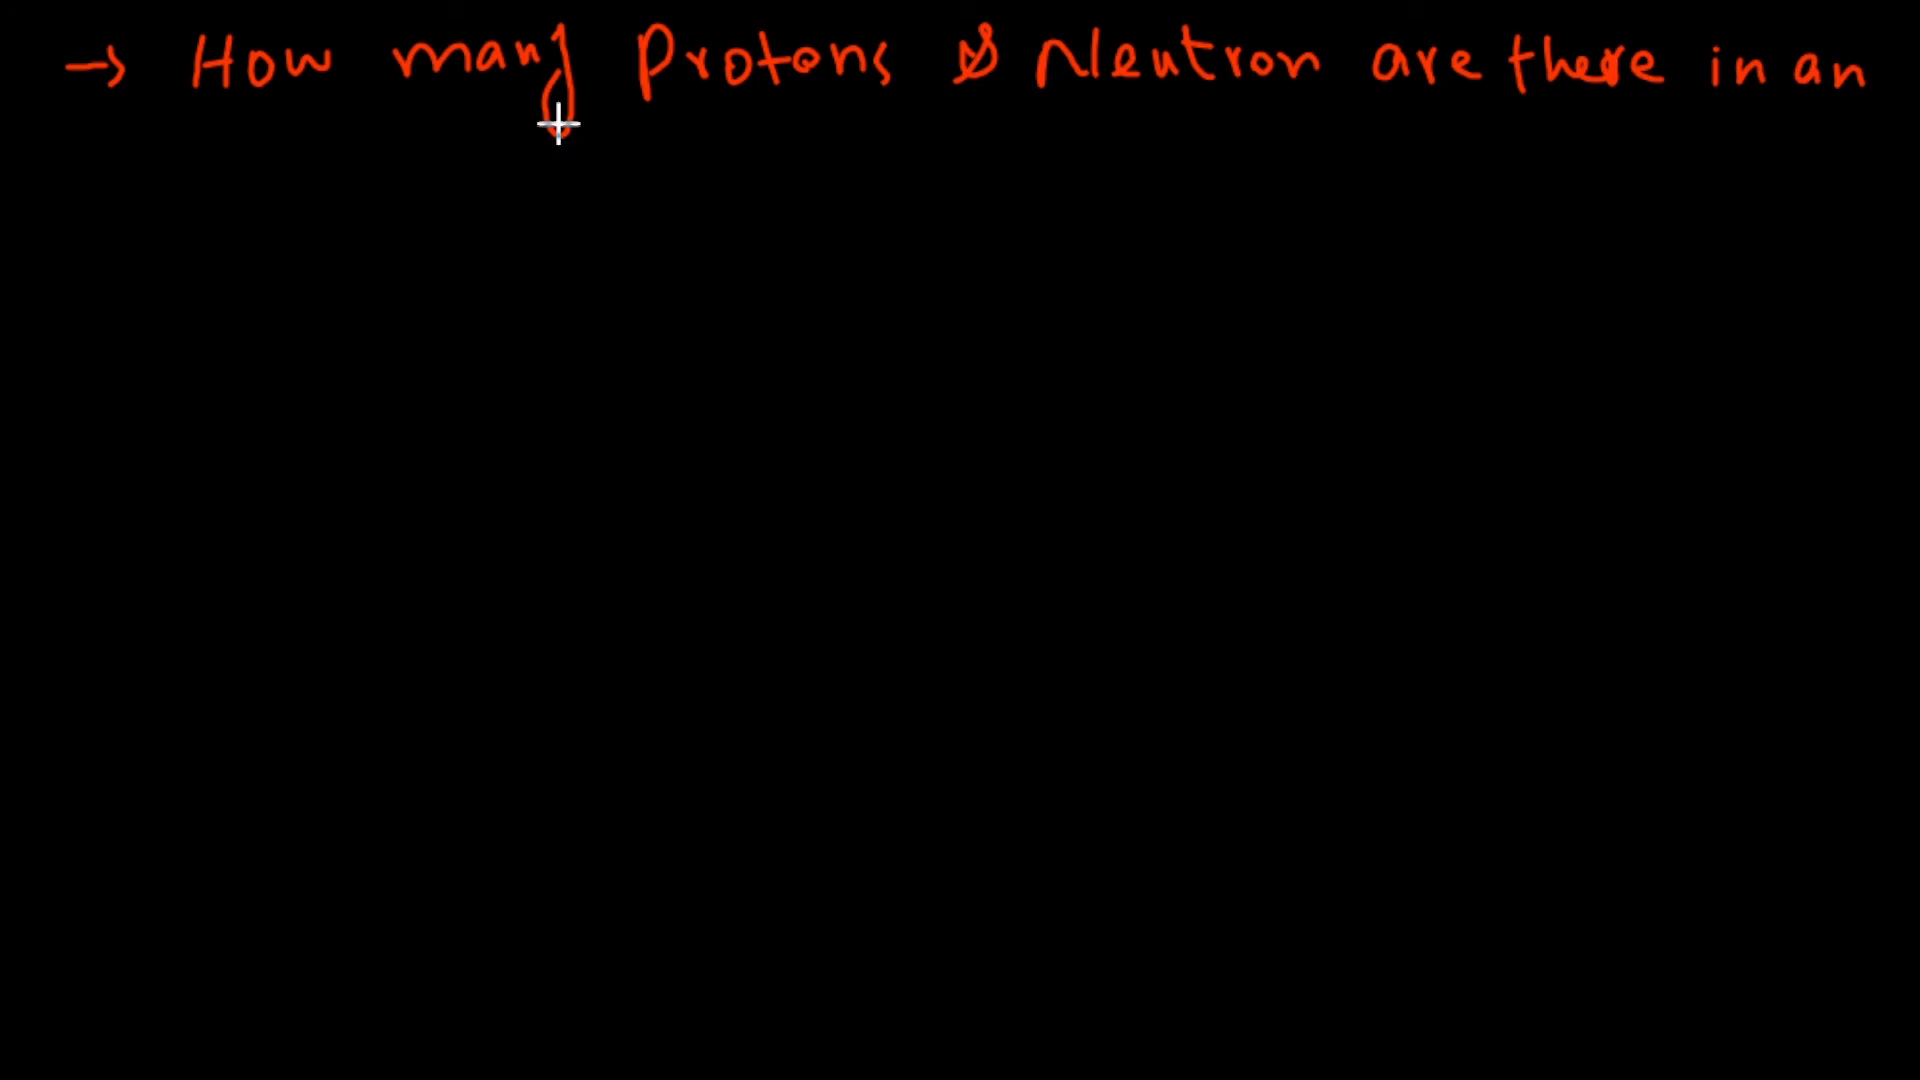 → How many Protons & Neutron are there in an